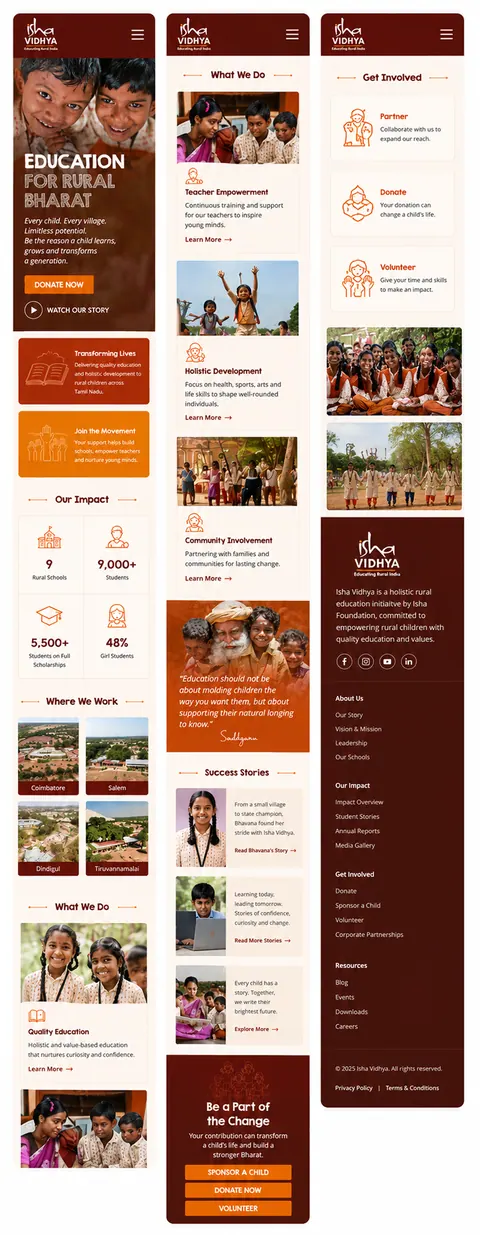 isha
VIDHYA
Educating Rural India
EDUCATION
FOR RURAL
BHARAT
Every child. Every village.
Limitless potential.
Be the reason a child learns,
grows and transforms
a generation.
DONATE NOW
WATCH OUR STORY
Transforming Lives
Delivering quality education
and holistic development to
rural children across
Tamil Nadu.
Join the Movement
Your support helps build
schools, empower teachers
and nurture young minds.
Our Impact
9
Rural Schools
9,000+
Students
5,500+
Students on Full
Scholarships
48%
Girl Students
Where We Work
Coimbatore
Salem
Dindigul
Tiruvannamalai
What We Do
Quality Education
Holistic and value-based education
that nurtures curiosity and confidence.
Learn More →
isha
VIDHYA
Educating Rural India
What We Do
Teacher Empowerment
Continuous training and support
for our teachers to inspire
young minds.
Learn More →
Holistic Development
Focus on health, sports, arts and
life skills to shape well-rounded
individuals.
Learn More →
Community Involvement
Partnering with families and
communities for lasting change.
Learn More →
"Education should not be
about molding children the
way you want them, but about
supporting their natural longing
to know."
Sadhguru
Success Stories
From a small village
to state champion,
Bhavana found her
stride with Isha Vidhya.
Read Bhavana's Story →
Learning today,
leading tomorrow.
Stories of confidence,
curiosity and change.
Read More Stories →
Every child has a
story. Together,
we write their
brightest future.
Explore More →
Be a Part of
the Change
Your contribution can transform
a child's life and build a
stronger Bharat.
SPONSOR A CHILD
DONATE NOW
VOLUNTEER
isha
VIDHYA
Educating Rural India
Get Involved
Partner
Collaborate with us to
expand our reach.
Donate
Your donation can
change a child's life.
Volunteer
Give your time and skills
to make an impact.
isha
VIDHYA
Educating Rural India
Isha Vidhya is a holistic rural
education initiaitve by Isha
Foundation, committed to
empowering rural children with
quality education and values.
About Us
Our Story
Vision & Mission
Leadership
Our Schools
Our Impact
Impact Overview
Student Stories
Annual Reports
Media Gallery
Get Involved
Donate
Sponsor a Child
Volunteer
Corporate Partnerships
Resources
Blog
Events
Downloads
Careers
© 2025 Isha Vidhya. All rights reserved.
Privacy Policy | Terms & Conditions